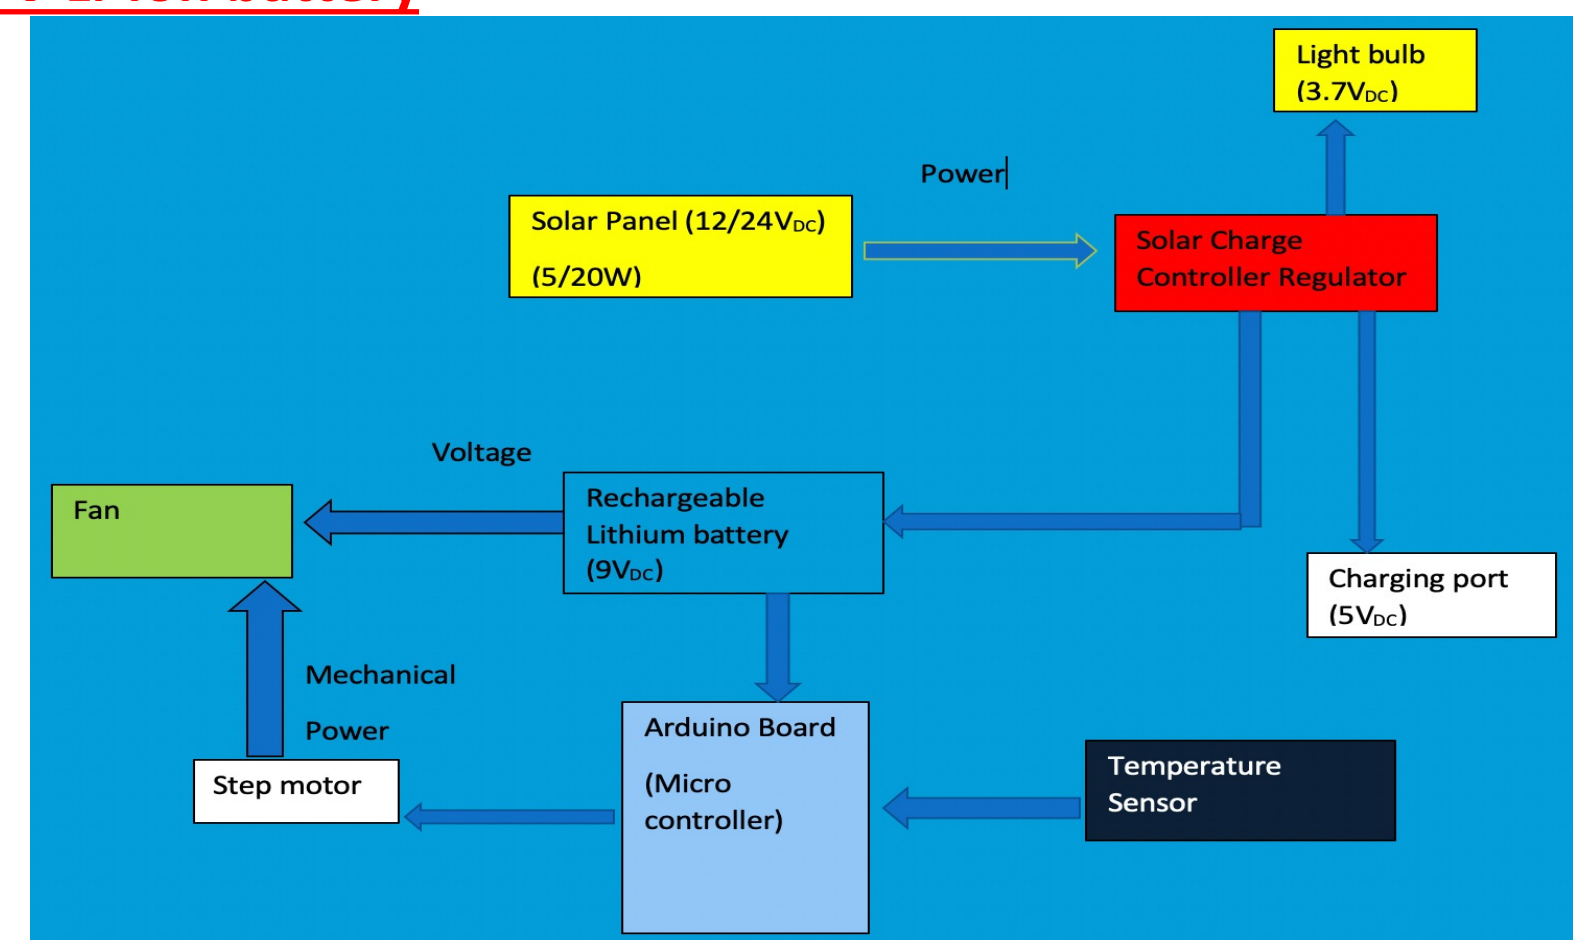 battery
Light bulb
(3.7VDC)
Power
Solar Panel (12/24VDC)
(5/20W)
Solar Charge
Controller Regulator
Voltage
Fan
Rechargeable
Lithium battery
(9VDC)
Charging port
(5VDC)
Mechanical
Power
Step motor
Arduino Board
(Micro
controller)
Temperature
Sensor